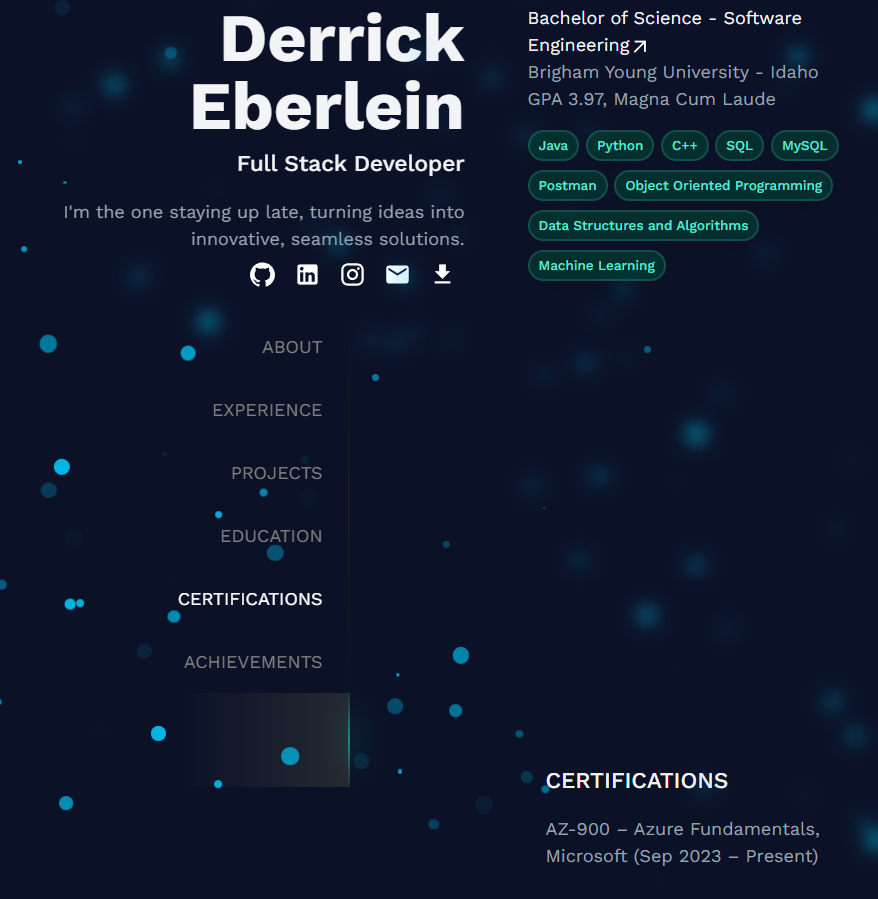 Derrick
Eberlein
Full Stack Developer
I'm the one staying up late, turning ideas into
innovative, seamless solutions.
ABOUT
EXPERIENCE
PROJECTS
EDUCATION
CERTIFICATIONS
ACHIEVEMENTS
Bachelor of Science - Software
Engineering
Brigham Young University - Idaho
GPA 3.97, Magna Cum Laude
Java Python C++ SQL MySQL
Postman Object Oriented Programming
Data Structures and Algorithms
Machine Learning
CERTIFICATIONS
AZ-900 – Azure Fundamentals,
Microsoft (Sep 2023 – Present)